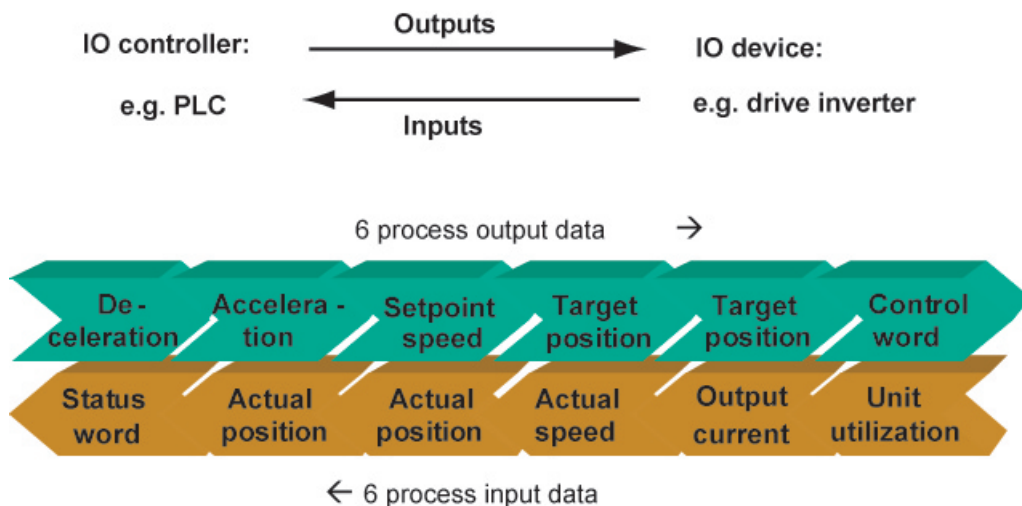 IO controller:
Outputs
IO device:
e.g. PLC
e.g. drive inverter
Inputs
6 process output data →
De -
celeration
Accelera -
tion
Setpoint
speed
Target
position
Target
position
Control
word
Status
word
Actual
position
Actual
position
Actual
speed
Output
current
Unit
utilization
← 6 process input data